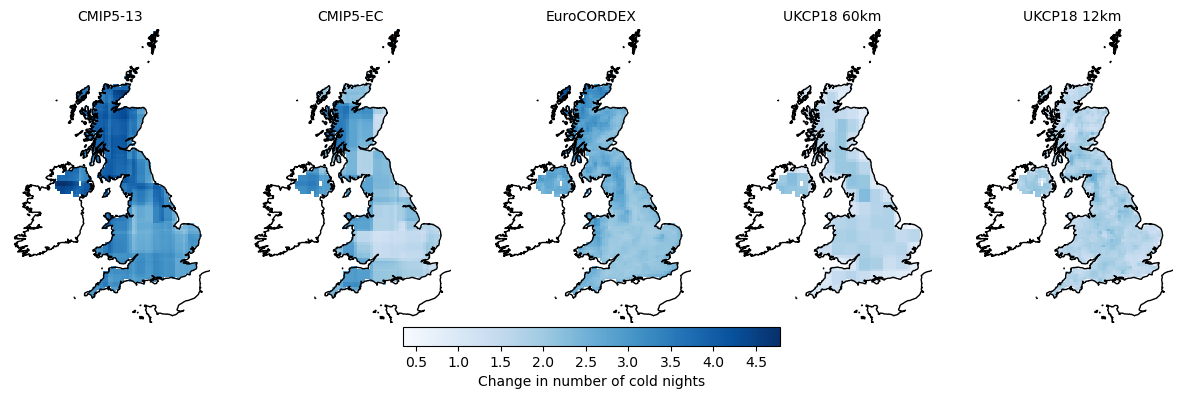 CMIP5-13 CMIP5-EC EuroCORDEX UKCP18 60km UKCP18 12km
0.5 1.0 1.5 2.0 2.5 3.0 3.5 4.0 4.5
Change in number of cold nights